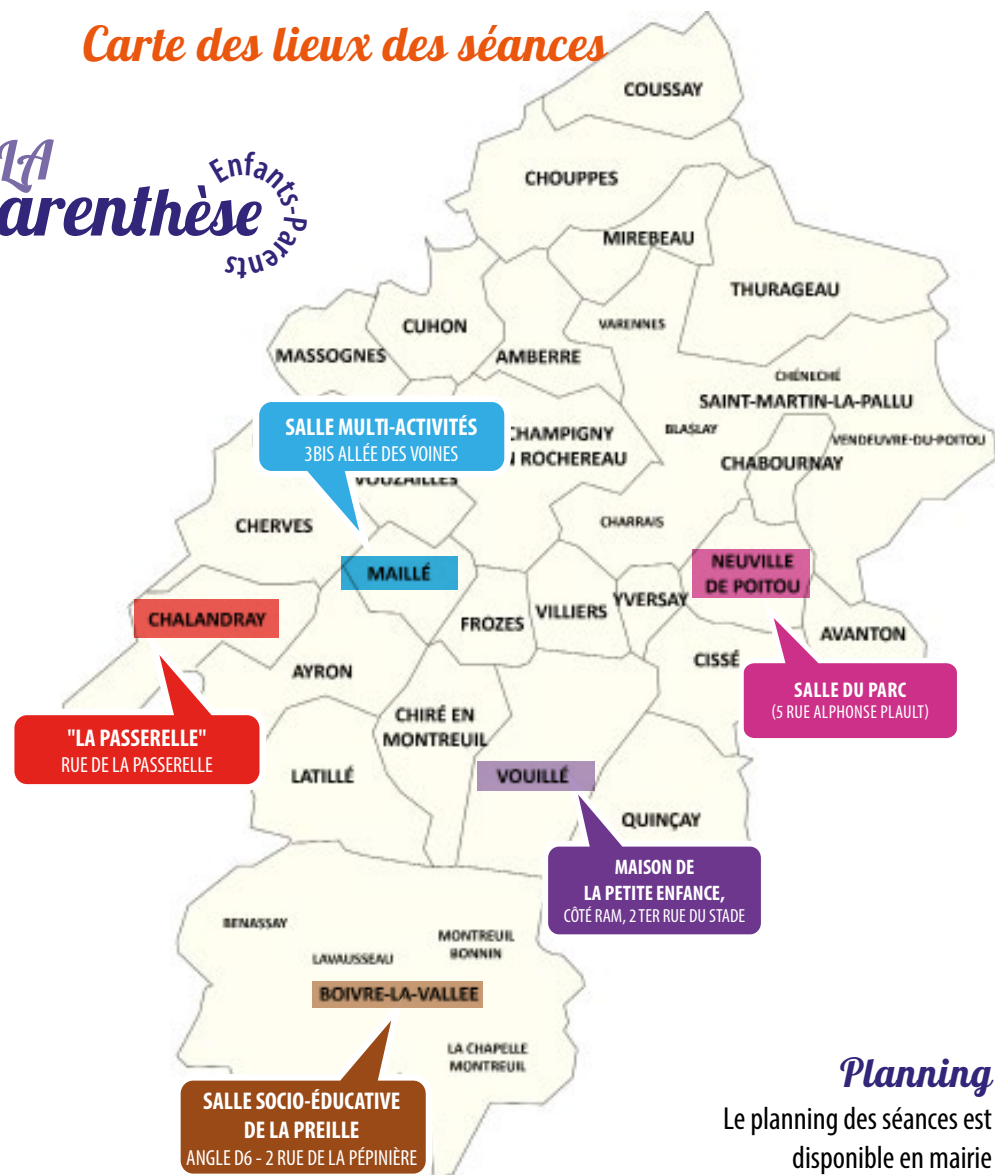 Carte des lieux des séances
LA
arenthèse
Enfants-Parents
COUSSAY
CHOUPPES
MIREBEAU
THURAGEAU
CUHON
VARENNES
MASSOGNES
AMBERRE
CHÉNECHÉ
SAINT-MARTIN-LA-PALLU
SALLE MULTI-ACTIVITÉS
3BIS ALLÉE DES VOINES
CHAMPIGNY
ROCHEREAU
BLASLAY
VENDEUVRE-DU-POITOU
CHABOURNAY
VOUZAILLES
CHERVES
CHARRAIS
MAILLÉ
NEUVILLE
DE POITOU
CHALANDRAY
FROZES
VILLIERS
YVERSAY
AVANTON
CISSÉ
AYRON
SALLE DU PARC
(5 RUE ALPHONSE PLAULT)
CHIRÉ EN
MONTREUIL
"LA PASSERELLE"
RUE DE LA PASSERELLE
LATILLÉ
VOUILLÉ
QUINÇAY
MAISON DE
LA PETITE ENFANCE,
CÔTÉ RAM, 2 TER RUE DU STADE
BENASSAY
MONTREUIL
BONNIN
LAVAUSSEAU
BOIVRE-LA-VALLEE
LA CHAPELLE
MONTREUIL
SALLE SOCIO-ÉDUCATIVE
DE LA PREILLE
ANGLE D6 - 2 RUE DE LA PÉPINIÈRE
Planning
Le planning des séances est
disponible en mairie